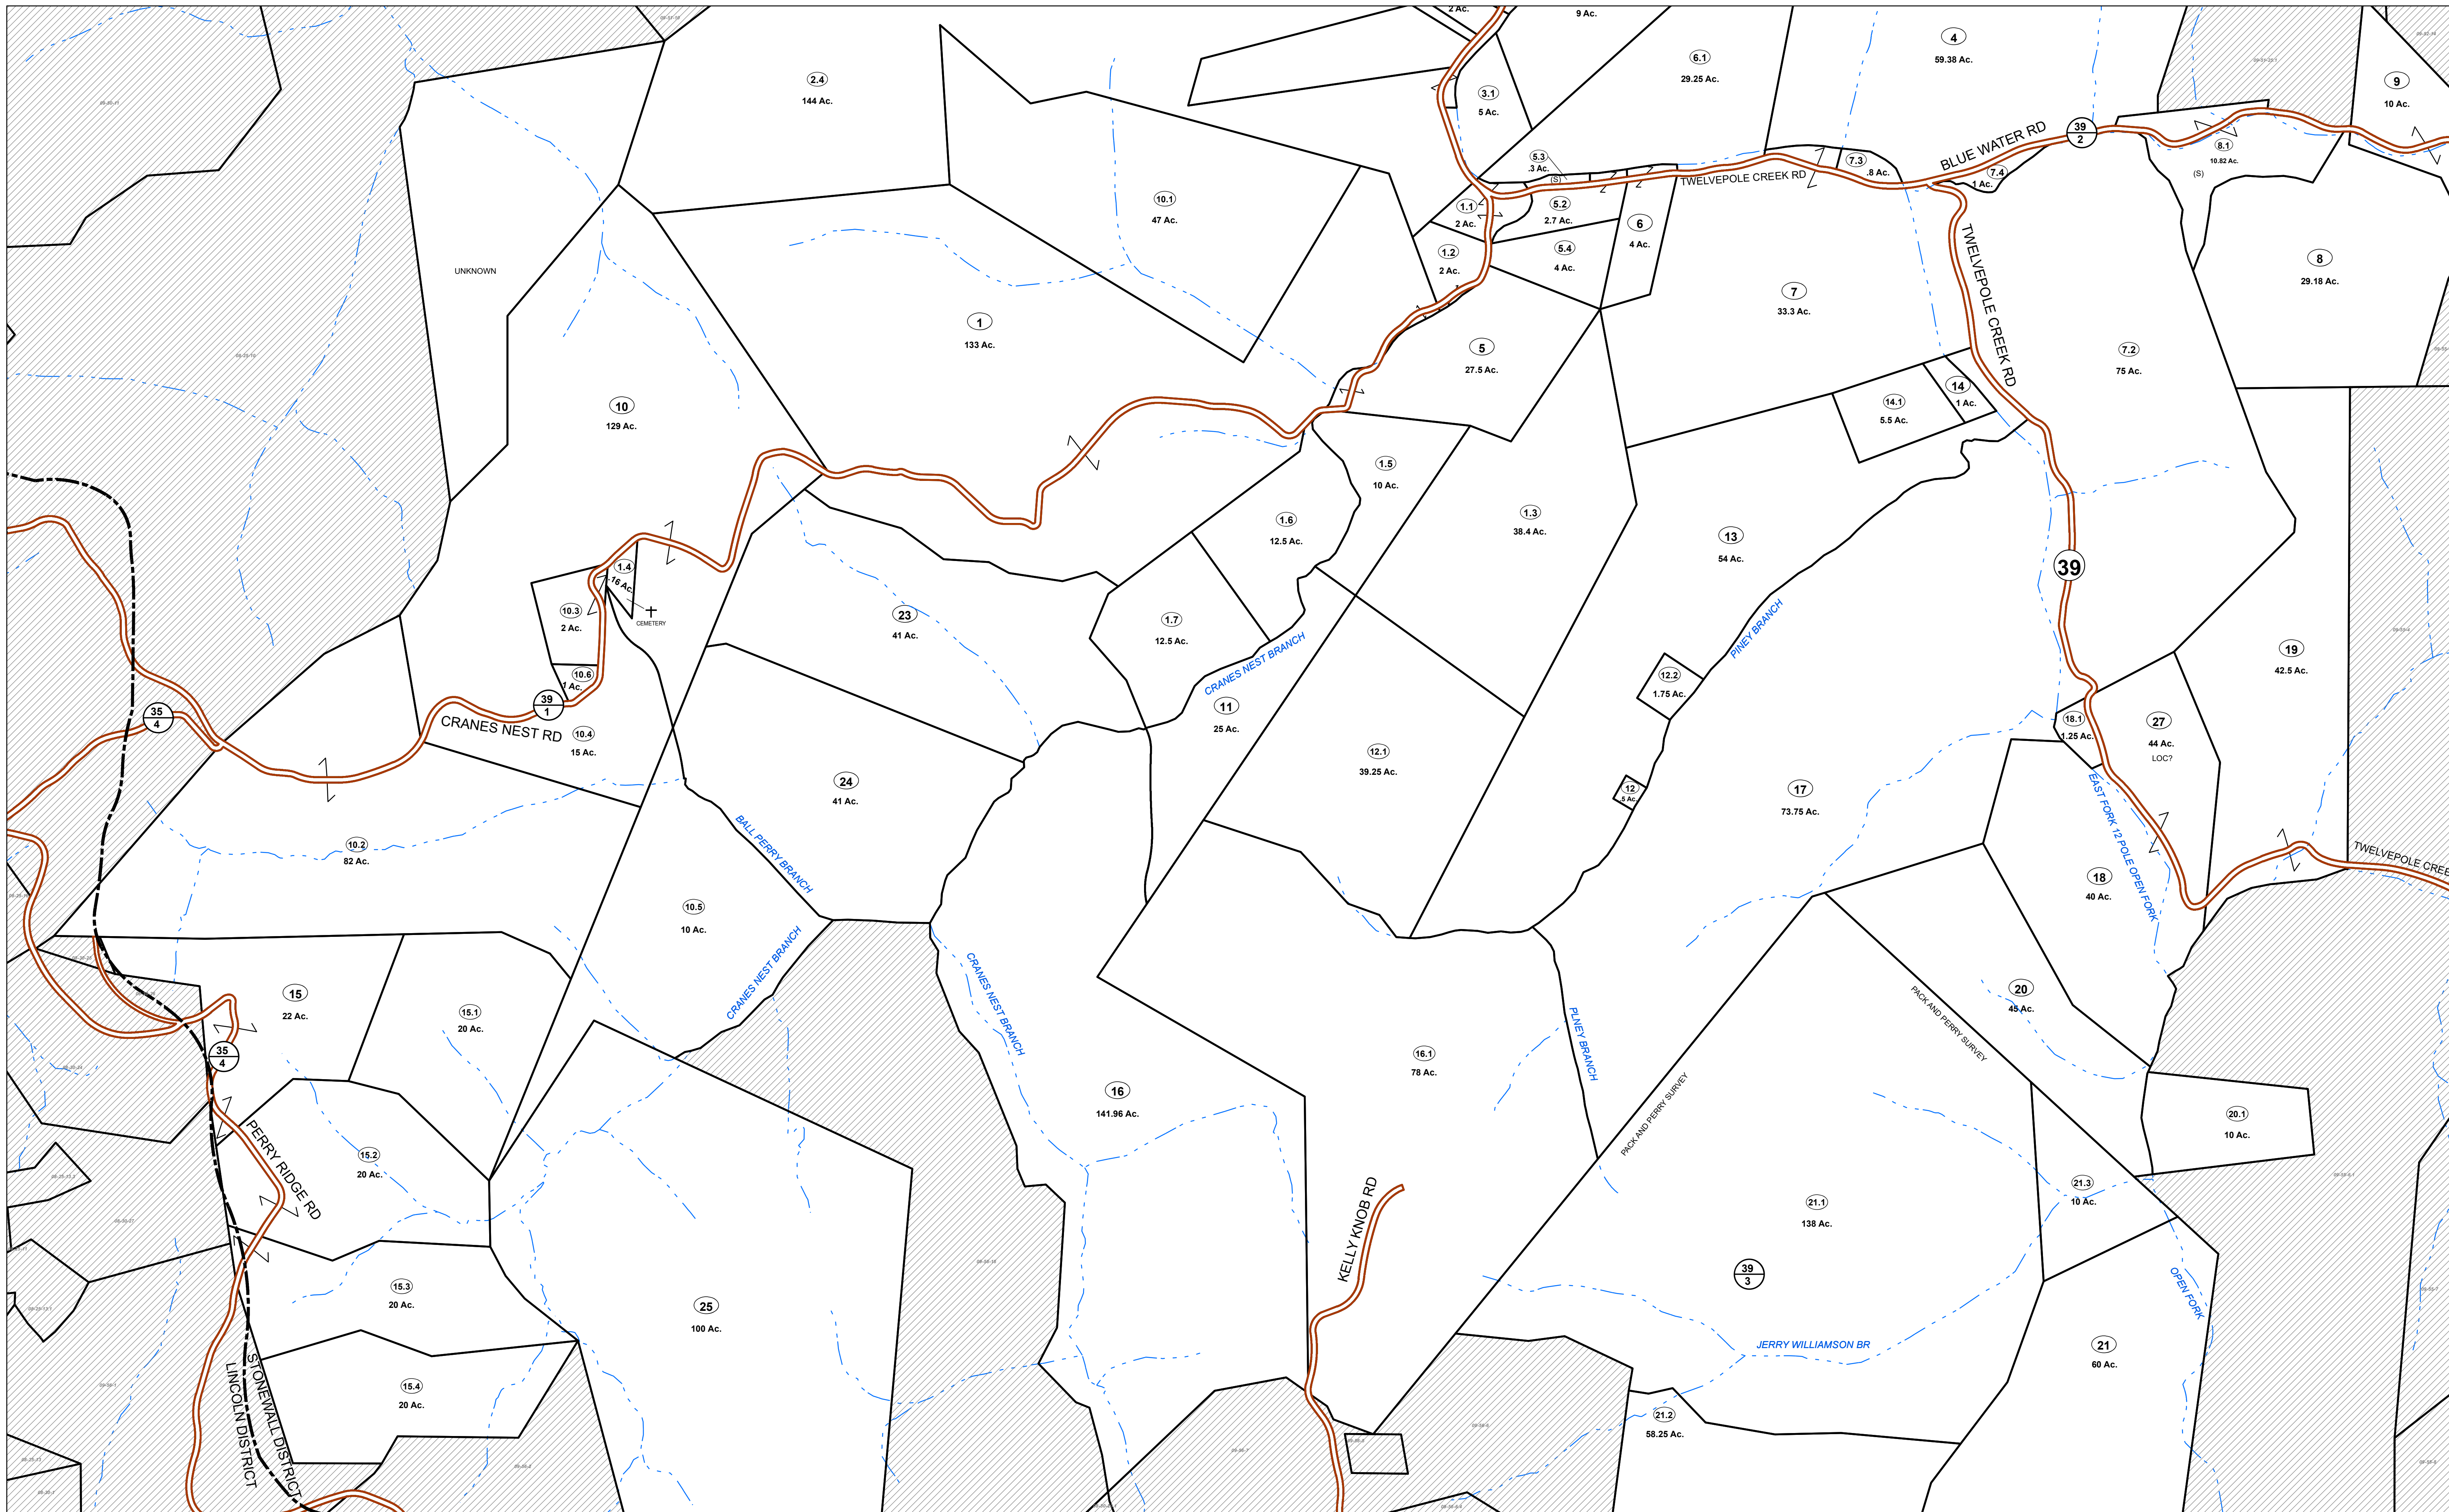 2 Ac.
9 Ac.
4
59.38 Ac.
6.1
29.25 Ac.
2.4
144 Ac.
9
10 Ac.
3.1
5 Ac.
09-30-11
BLUE WATER RD
39
2
8.1
10.82 Ac.
(S)
5.3
.3 Ac.
(S)
7.3
.8 Ac.
7.4
1 Ac.
TWELVEPOLE CREEK RD
10.1
47 Ac.
1.1
2 Ac.
5.2
2.7 Ac.
6
4 Ac.
1.2
2 Ac.
5.4
4 Ac.
UNKNOWN
8
29.18 Ac.
7
33.3 Ac.
TWELVEPOLE CREEK RD
1
133 Ac.
5
27.5 Ac.
7.2
75 Ac.
14
1 Ac.
14.1
5.5 Ac.
10
129 Ac.
1.5
10 Ac.
1.6
12.5 Ac.
1.3
38.4 Ac.
13
54 Ac.
39
1.4
.16 Ac.
CEMETERY
10.3
2 Ac.
23
41 Ac.
1.7
12.5 Ac.
CRANES NEST BRANCH
PINEY BRANCH
19
42.5 Ac.
10.6
1 Ac.
12.2
1.75 Ac.
39
1
CRANES NEST RD
10.4
15 Ac.
35
4
11
25 Ac.
18.1
1.25 Ac.
27
44 Ac.
LOC?
12.1
39.25 Ac.
24
41 Ac.
12
.5 Ac.
17
73.75 Ac.
EAST FORK 12 POLE OPEN FORK
10.2
82 Ac.
BALL PERRY BRANCH
TWELVEPOLE CREE
18
40 Ac.
10.5
10 Ac.
CRANES NEST BRANCH
CRANES NEST BRANCH
15
22 Ac.
15.1
20 Ac.
20
45 Ac.
PACK AND PERRY SURVEY
35
4
16.1
78 Ac.
PLNEY BRANCH
16
141.96 Ac.
PACK AND PERRY SURVEY
20.1
10 Ac.
PERRY RIDGE RD
15.2
20 Ac.
21.3
10 Ac.
21.1
138 Ac.
KELLY KNOB RD
39
3
OPEN FORK
15.3
20 Ac.
25
100 Ac.
JERRY WILLIAMSON BR
21
60 Ac.
15.4
20 Ac.
STONEWALL DISTRICT
LINCOLN DISTRICT
21.2
58.25 Ac.